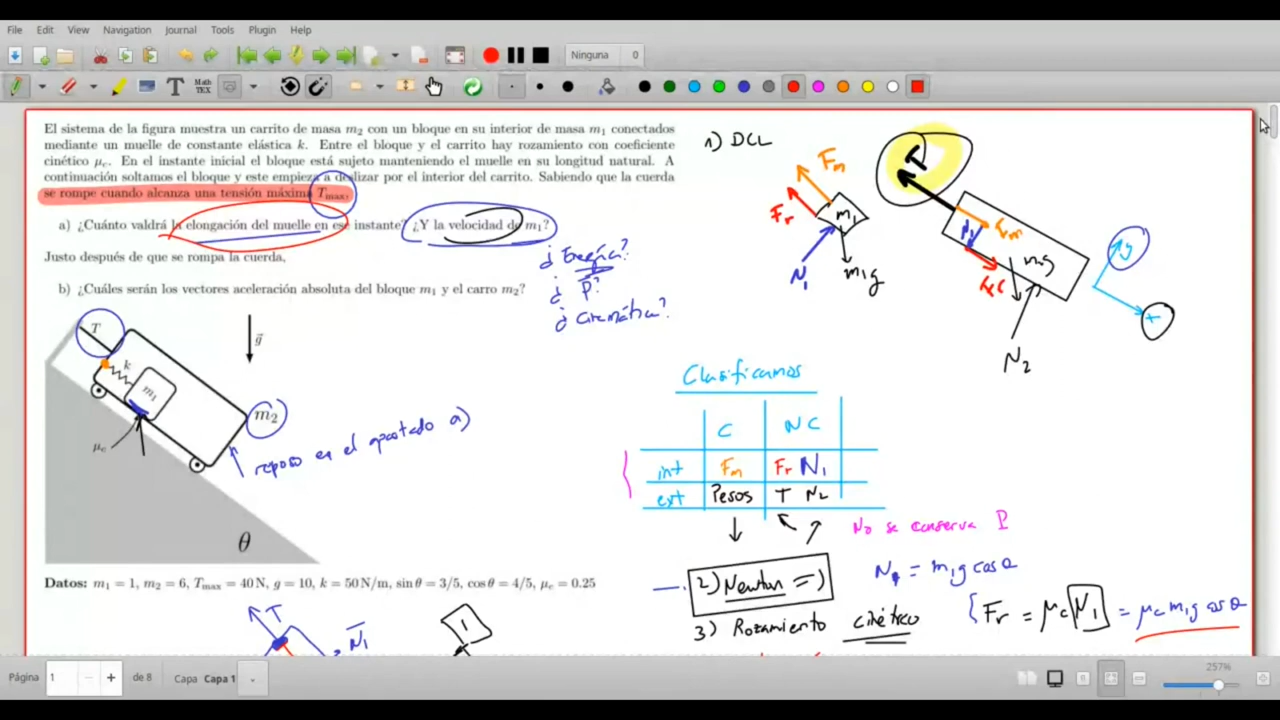 File Edit View Navigation Journal Tools Plugin Help
Ninguna 0
T Math TEX
El sistema de la figura muestra un carrito de masa m₂ con un bloque en su interior de masa m₁ conectados
mediante un muelle de constante elástica k. Entre el bloque y el carrito hay rozamiento con coeficiente
cinético μc. En el instante inicial el bloque está sujeto manteniendo el muelle en su longitud natural. A
continuación soltamos el bloque y este empieza a deslizar por el interior del carrito. Sabiendo que la cuerda
se rompe cuando alcanza una tensión máxima Tmax,
a) ¿Cuánto valdrá la elongación del muelle en ese instante? ¿Y la velocidad de m₁?
Justo después de que se rompa la cuerda,
b) ¿Cuáles serán los vectores aceleración absoluta del bloque m₁ y el carro m₂?
¿Energía?
¿P?
¿Cinemática?
T
g
k
m₁
m₂
μc
θ
reposo en el apartado a)
Datos: m₁ = 1, m₂ = 6, Tmax = 40 N, g = 10, k = 50 N/m, sin θ = 3/5, cos θ = 4/5, μc = 0.25
T
N₁
1
1) DCL
Fm
Fr
m₁
N₁
m₁g
T
Fm
N₁
N₂
y
x
Clasificamos
C NC
int Fm Fr N₁
ext Pesos T N₂
No se conserva P
2) Newton =>)
N₁ = m₁g cos θ
3) Rozamiento cinético
Fr = μc N₁ = μc m₁g cos θ
Página 1 de 8 Capa Capa 1
257%